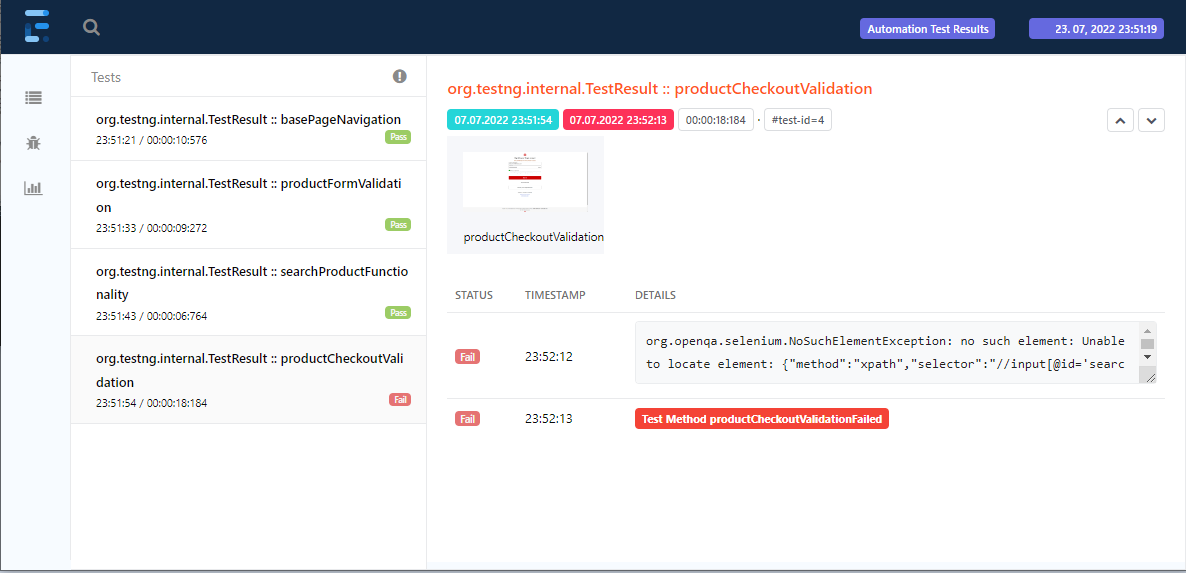 Automation Test Results
23. 07, 2022 23:51:19
Tests
org.testng.internal.TestResult :: basePageNavigation
23:51:21 / 00:00:10:576
Pass
org.testng.internal.TestResult :: productFormValidati
on
23:51:33 / 00:00:09:272
Pass
org.testng.internal.TestResult :: searchProductFunctio
nality
23:51:43 / 00:00:06:764
Pass
org.testng.internal.TestResult :: productCheckoutVali
dation
23:51:54 / 00:00:18:184
Fail
org.testng.internal.TestResult :: productCheckoutValidation
07.07.2022 23:51:54 07.07.2022 23:52:13 00:00:18:184 · #test-id=4
productCheckoutValidation
STATUS TIMESTAMP DETAILS
Fail 23:52:12
org.openqa.selenium.NoSuchElementException: no such element: Unable
to locate element: {"method":"xpath","selector":"//input[@id='searc
Fail 23:52:13 Test Method productCheckoutValidationFailed